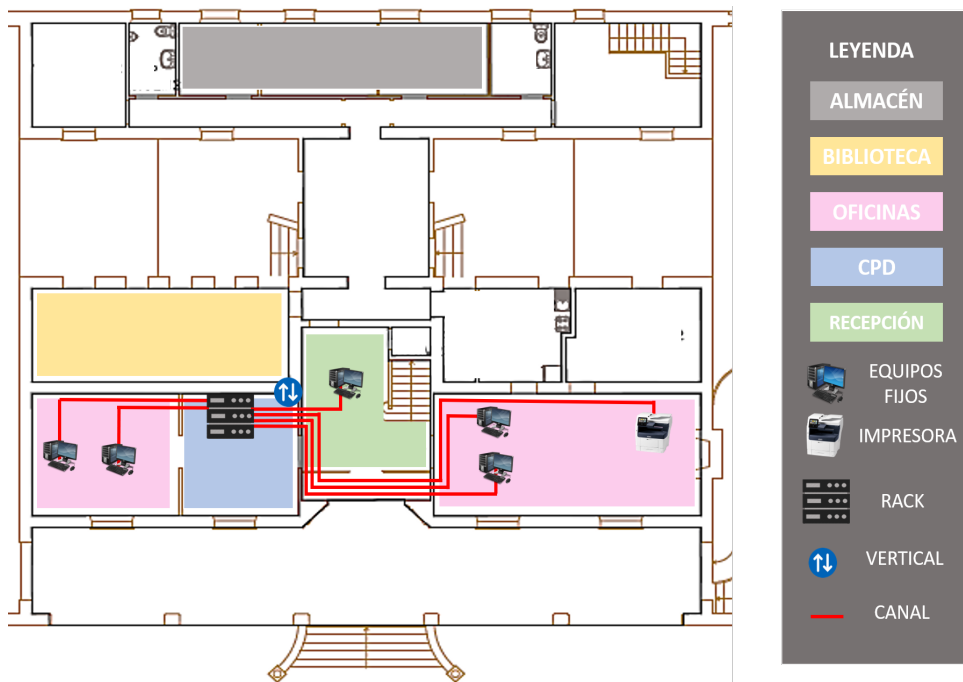 LEYENDA
ALMACÉN
BIBLIOTECA
OFICINAS
CPD
RECEPCIÓN
EQUIPOS
FIJOS
IMPRESORA
RACK
VERTICAL
CANAL